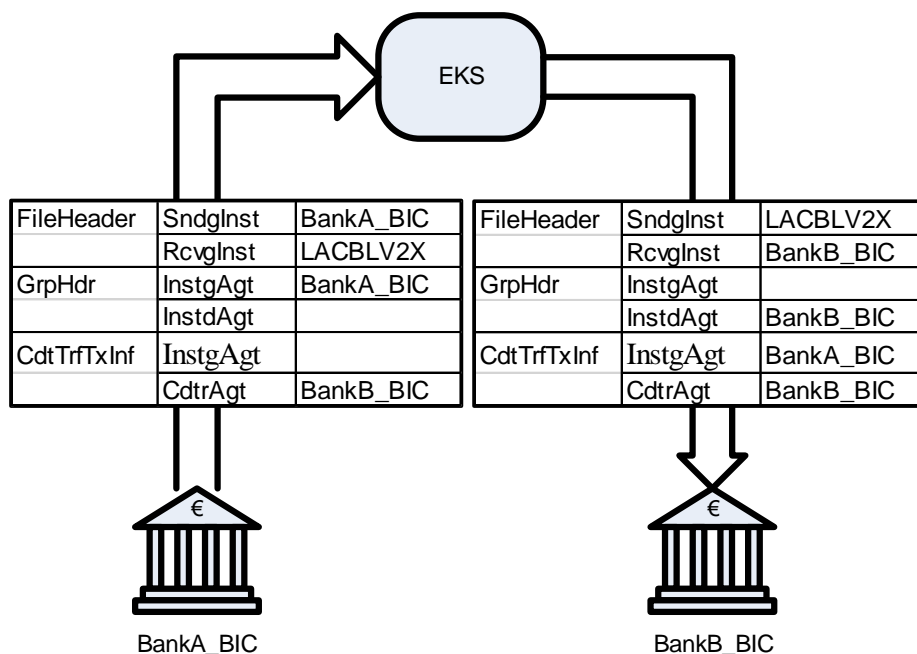 EKS
FileHeader SndgInst BankA_BIC
RcvgInst LACBLV2X
GrpHdr InstgAgt BankA_BIC
InstdAgt
CdtTrfTxInf InstgAgt
CdtrAgt BankB_BIC
FileHeader SndgInst LACBLV2X
RcvgInst BankB_BIC
GrpHdr InstgAgt
InstdAgt BankB_BIC
CdtTrfTxInf InstgAgt BankA_BIC
CdtrAgt BankB_BIC
€
€
BankA_BIC
BankB_BIC